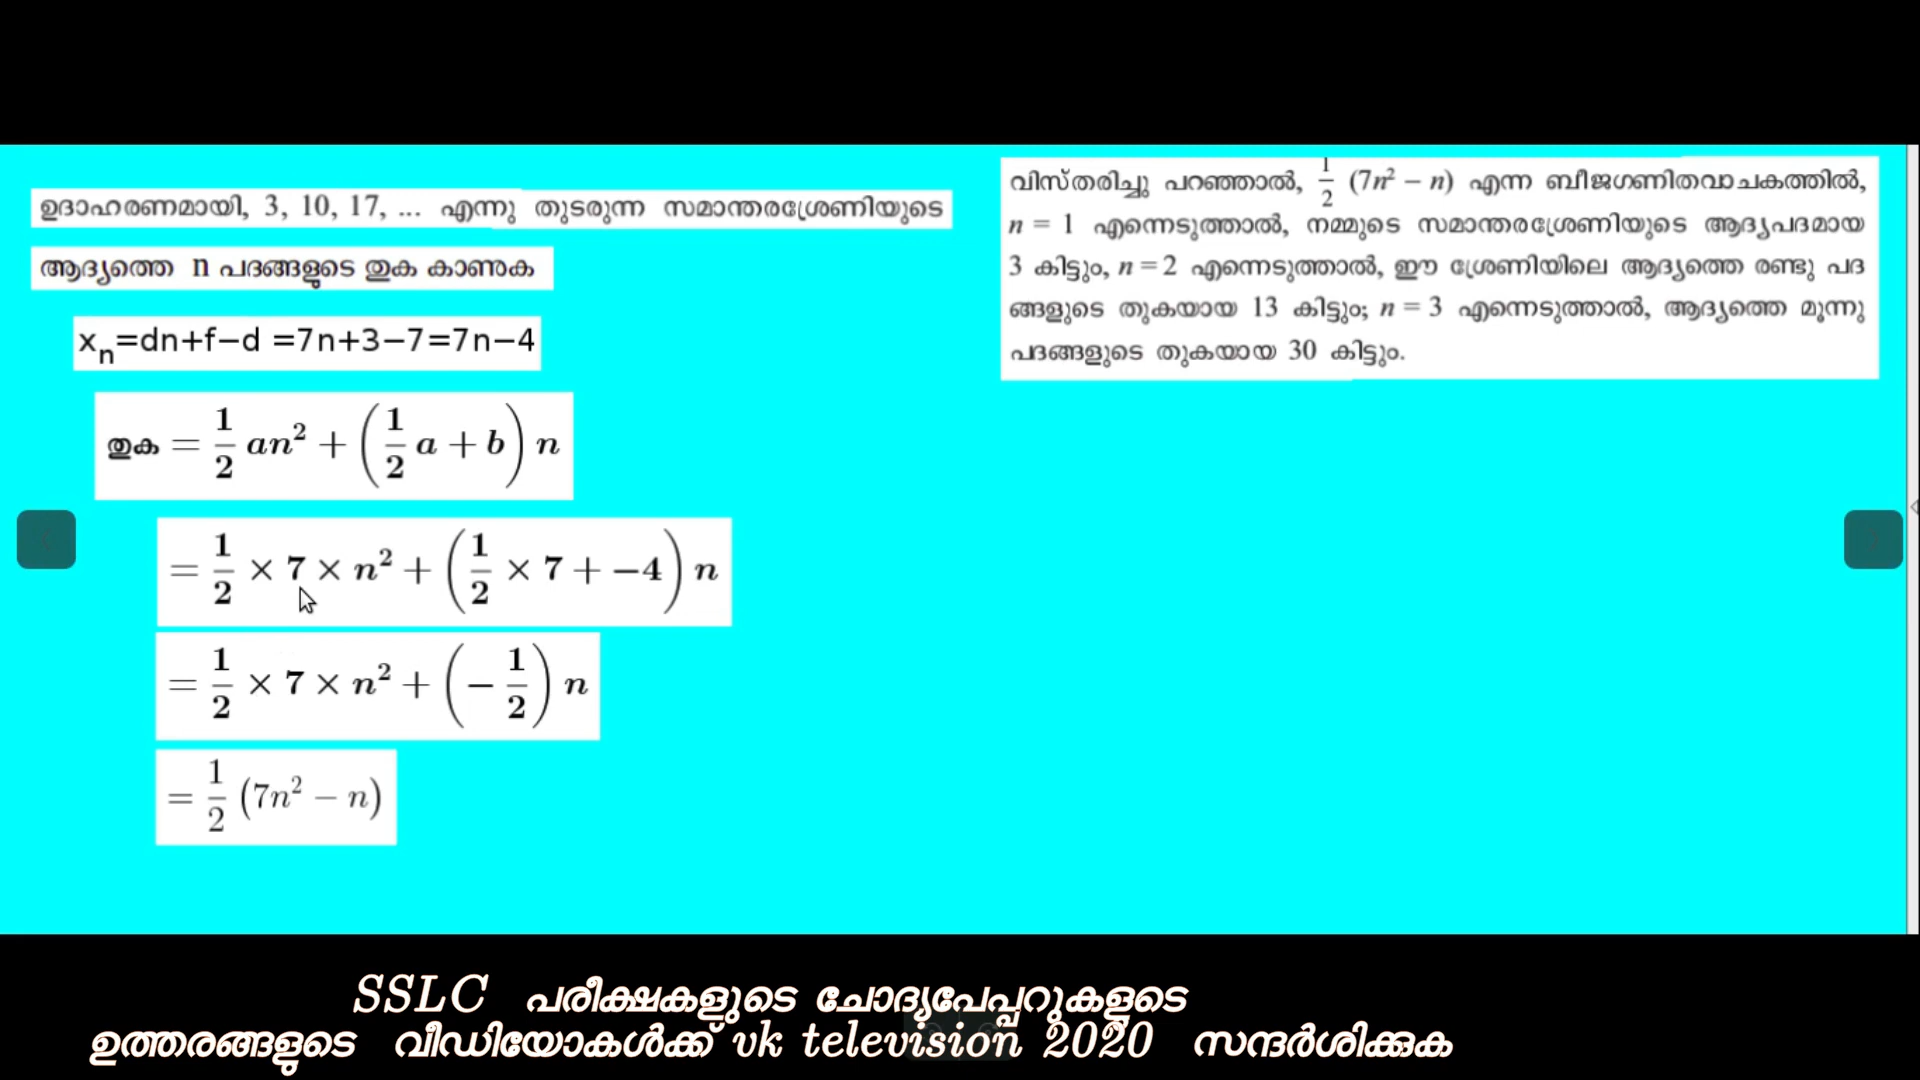 ഉദാഹരണമായി, 3, 10, 17, ... എന്നു തുടരുന്ന സമാന്തരശ്രേണിയുടെ
ആദ്യത്തെ n പദങ്ങളുടെ തുക കാണുക
xₙ=dn+f−d =7n+3−7=7n−4
തുക = 1/2 an² + (1/2 a + b) n
= 1/2 × 7 × n² + (1/2 × 7 + −4) n
= 1/2 × 7 × n² + (− 1/2) n
= 1/2 (7n² − n)
വിസ്തരിച്ചു പറഞ്ഞാൽ, 1/2 (7n² − n) എന്ന ബീജഗണിതവാചകത്തിൽ,
n = 1 എന്നെടുത്താൽ, നമ്മുടെ സമാന്തരശ്രേണിയുടെ ആദ്യപദമായ
3 കിട്ടും, n = 2 എന്നെടുത്താൽ, ഈ ശ്രേണിയിലെ ആദ്യത്തെ രണ്ടു പദ
ങ്ങളുടെ തുകയായ 13 കിട്ടും; n = 3 എന്നെടുത്താൽ, ആദ്യത്തെ മൂന്നു
പദങ്ങളുടെ തുകയായ 30 കിട്ടും.
SSLC പരീക്ഷകളുടെ ചോദ്യപേപ്പറുകളുടെ
ഉത്തരങ്ങളുടെ വീഡിയോകൾക്ക് vk television 2020 സന്ദർശിക്കുക